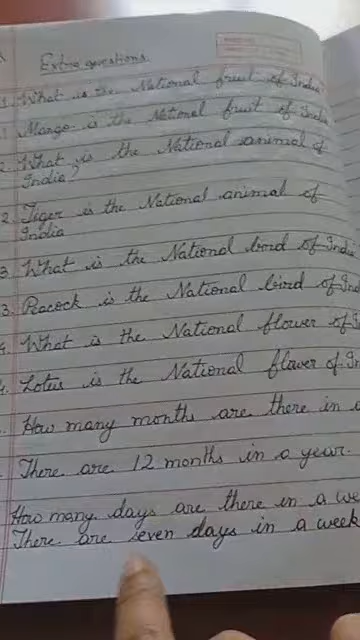 Extra questions
1. What is the National fruit of India?
1 Mango is the National fruit of India
2. What is the National animal of
India?
2 Tiger is the National animal of
India
3. What is the National bird of India
3. Peacock is the National bird of Ind
4. What is the National flower of I
4. Lotus is the National flower of In
How many months are there in a
There are 12 months in a year.
How many days are there in a we
There are seven days in a week